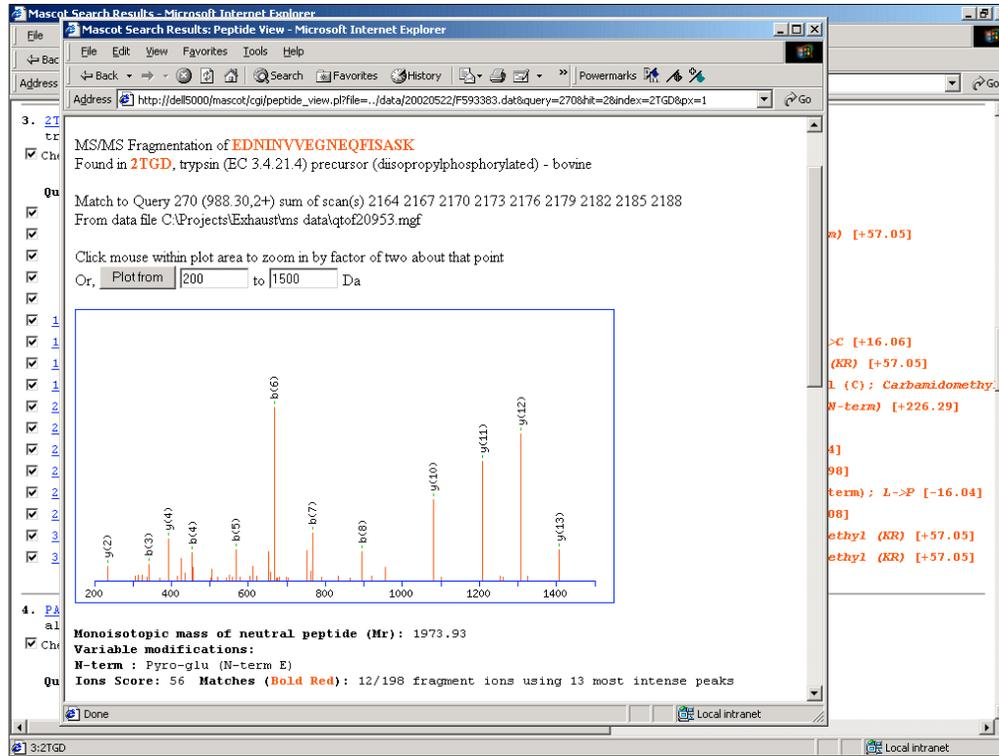 Mascot Search Results - Microsoft Internet Explorer
Mascot Search Results: Peptide View - Microsoft Internet Explorer
File
File Edit View Favorites Tools Help
Back Search Favorites History » Powermarks
Address http://dell5000/mascot/cgi/peptide_view.pl?file=../data/20020522/F593383.dat&query=270&hit=2&index=2TGD&px=1 Go
Address Go
MS/MS Fragmentation of EDNINVVEGNEQFISASK
Found in 2TGD, trypsin (EC 3.4.21.4) precursor (diisopropylphosphorylated) - bovine
Match to Query 270 (988.30,2+) sum of scan(s) 2164 2167 2170 2173 2176 2179 2182 2185 2188
From data file C:\Projects\Exhaust\ms data\qtof20953.mgf
Click mouse within plot area to zoom in by factor of two about that point
Or, Plot from 200 to 1500 Da
y(2) b(3) y(4) b(4) b(5) b(6) b(7) b(8) y(10) y(11) y(12) y(13)
200 400 600 800 1000 1200 1400
Monoisotopic mass of neutral peptide (Mr): 1973.93
Variable modifications:
N-term : Pyro-glu (N-term E)
Ions Score: 56 Matches (Bold Red): 12/198 fragment ions using 13 most intense peaks
Done Local intranet
3.
4. PA
[+57.05]
[+16.06]
(KR) [+57.05]
(C); Carbamidomethy
N-term) [+226.29]
L->P [-16.04]
ethyl (KR) [+57.05]
ethyl (KR) [+57.05]
3:2TGD Local intranet